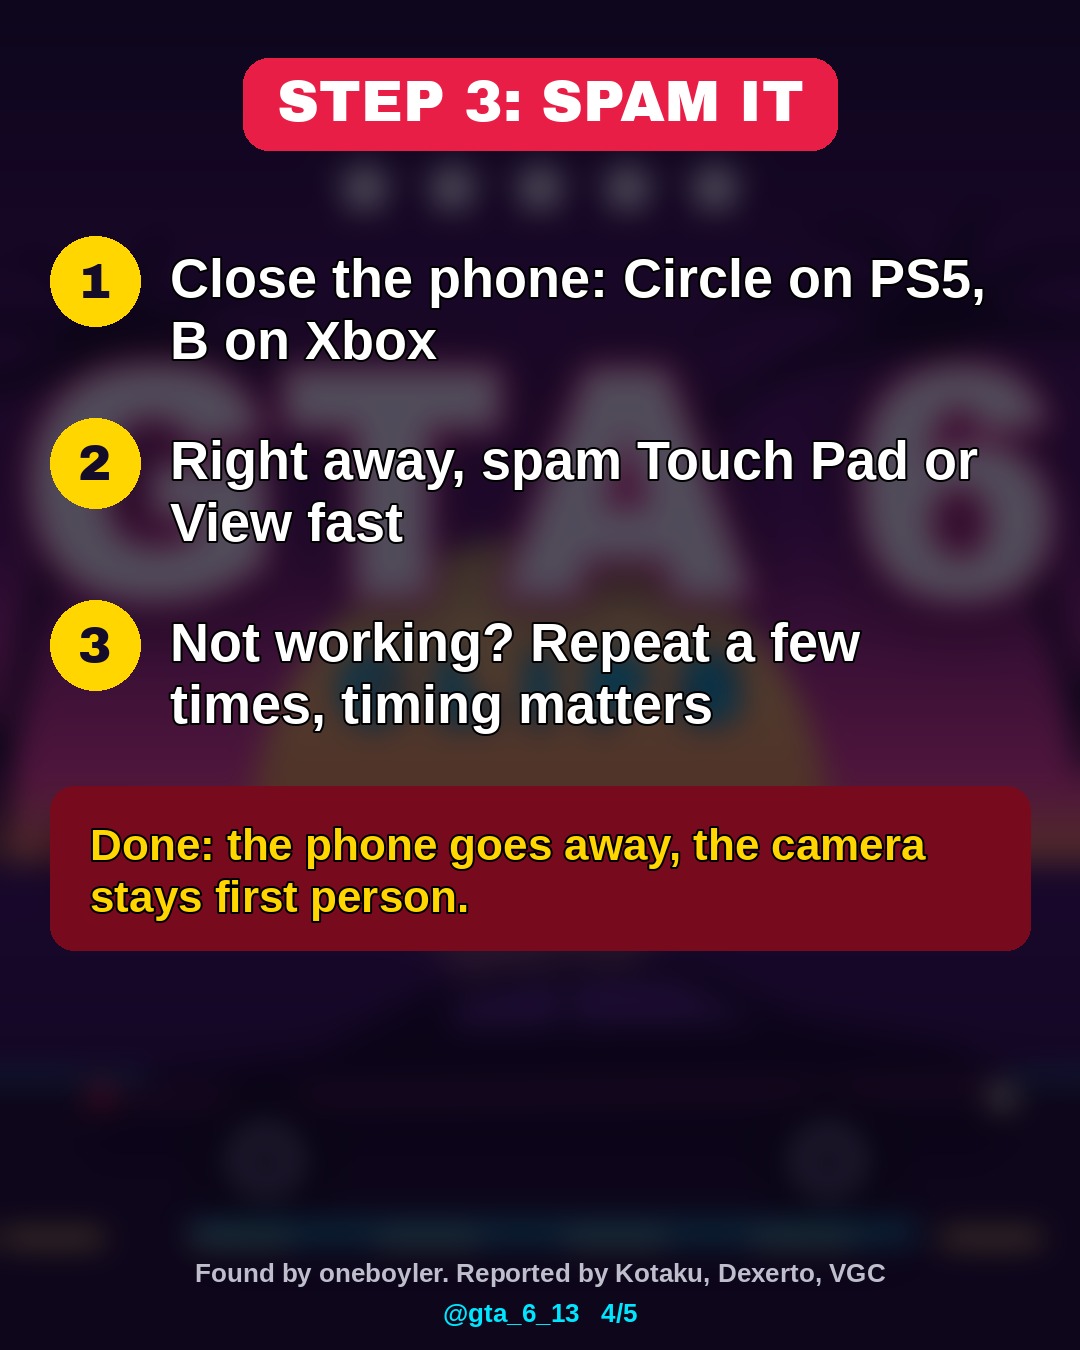 STEP 3: SPAM IT
1
Close the phone: Circle on PS5,
B on Xbox
2
Right away, spam Touch Pad or
View fast
3
Not working? Repeat a few
times, timing matters
GTA 6
Done: the phone goes away, the camera
stays first person.
Found by oneboyler. Reported by Kotaku, Dexerto, VGC
@gta_6_13 4/5